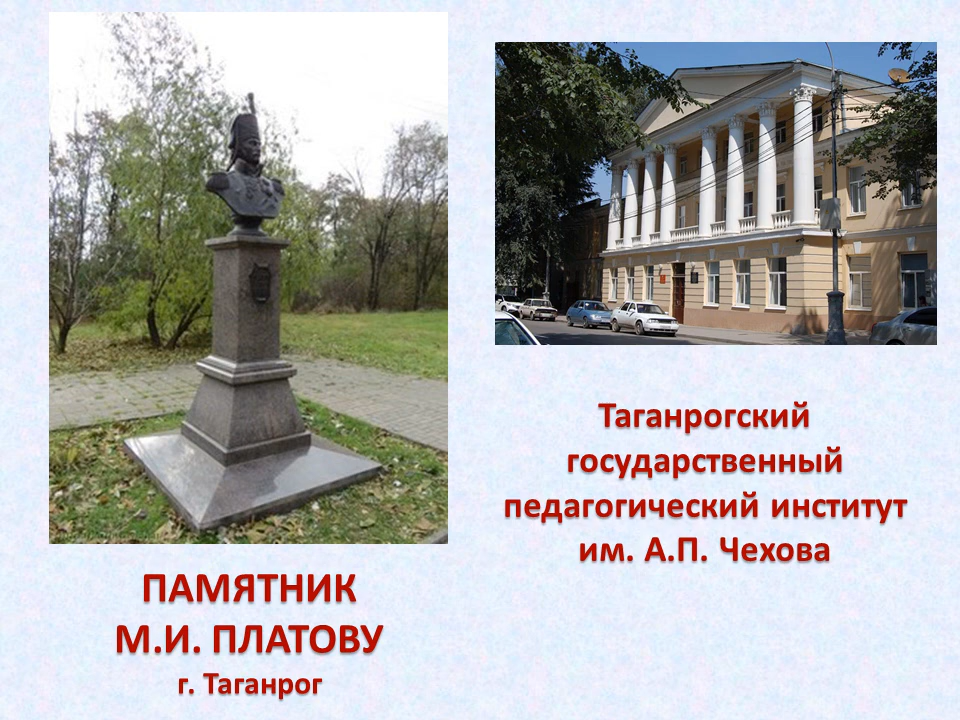 ПАМЯТНИК
М.И. ПЛАТОВУ
г. Таганрог
Таганрогский
государственный
педагогический институт
им. А.П. Чехова